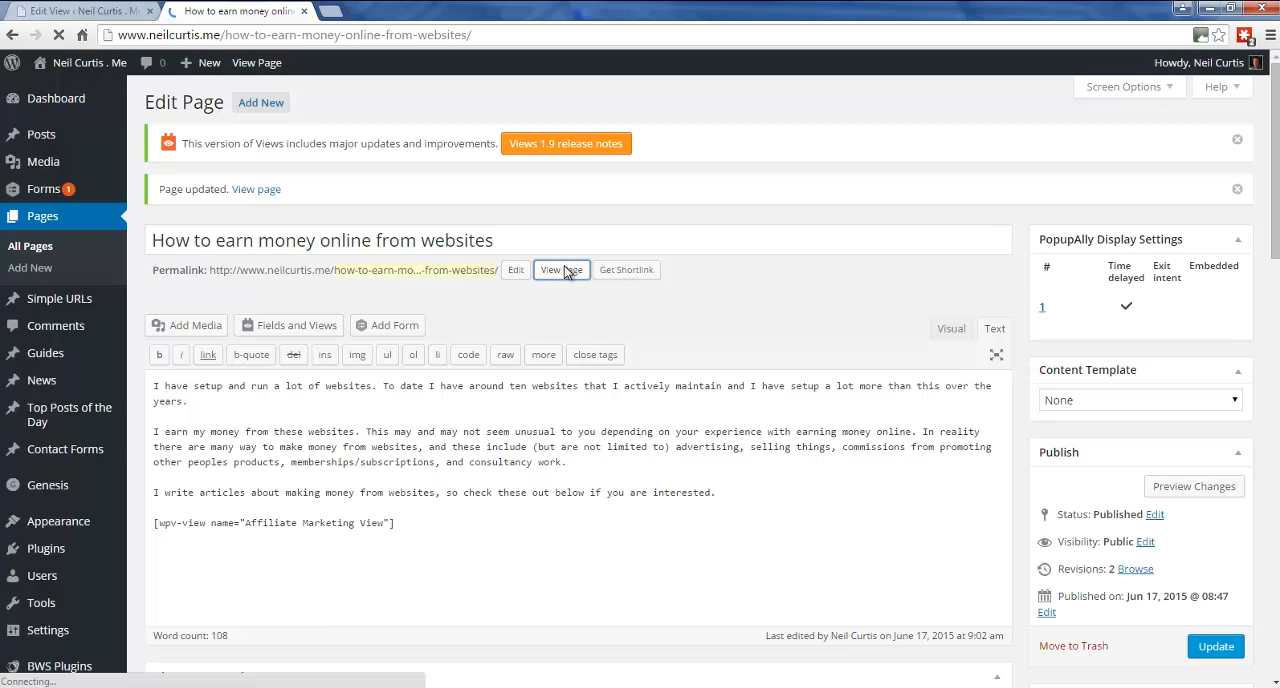 Edit View ‹ Neil Curtis . M
How to earn money onlin
www.neilcurtis.me/how-to-earn-money-online-from-websites/
2
Neil Curtis . Me
0
New
View Page
Howdy, Neil Curtis
Dashboard
Posts
Media
Forms 1
Pages
All Pages
Add New
Simple URLs
Comments
Guides
News
Top Posts of the
Day
Contact Forms
Genesis
Appearance
Plugins
Users
Tools
Settings
BWS Plugins
Connecting...
Screen Options
Help
Edit Page
Add New
This version of Views includes major updates and improvements.
Views 1.9 release notes
Page updated. View page
How to earn money online from websites
Permalink: http://www.neilcurtis.me/how-to-earn-mo...-from-websites/
Edit
View Page
Get Shortlink
Add Media
Fields and Views
Add Form
Visual
Text
b
i
link
b-quote
del
ins
img
ul
ol
li
code
raw
more
close tags
I have setup and run a lot of websites. To date I have around ten websites that I actively maintain and I have setup a lot more than this over the
years.
I earn my money from these websites. This may and may not seem unusual to you depending on your experience with earning money online. In reality
there are many way to make money from websites, and these include (but are not limited to) advertising, selling things, commissions from promoting
other peoples products, memberships/subscriptions, and consultancy work.
I write articles about making money from websites, so check these out below if you are interested.
[wpv-view name="Affiliate Marketing View"]
Word count: 108
Last edited by Neil Curtis on June 17, 2015 at 9:02 am
PopupAlly Display Settings
#
Time
delayed
Exit
intent
Embedded
1
Content Template
None
Publish
Preview Changes
Status: Published Edit
Visibility: Public Edit
Revisions: 2 Browse
Published on: Jun 17, 2015 @ 08:47
Edit
Move to Trash
Update